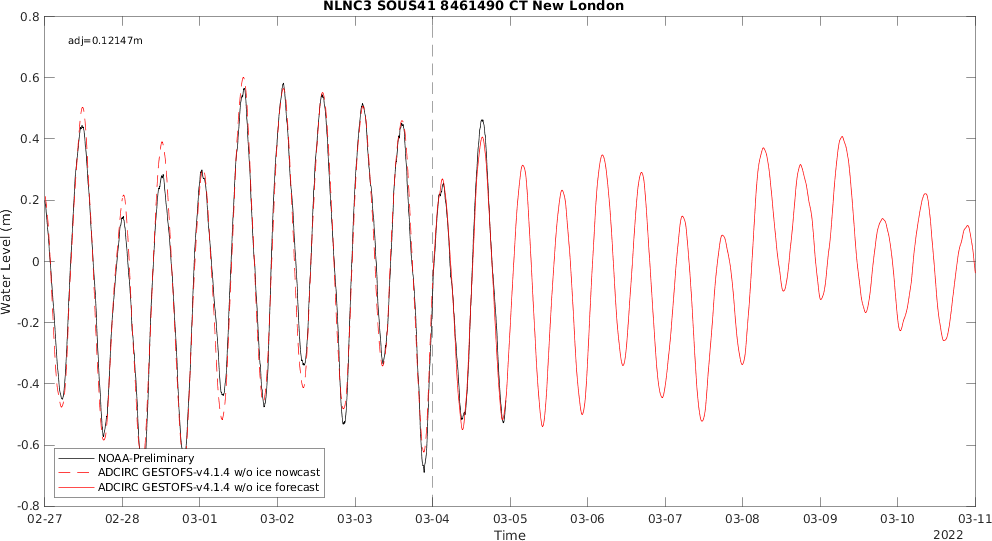 NLNC3 SOUS41 8461490 CT New London
adj=0.12147m
0.8
0.6
0.4
0.2
0
-0.2
-0.4
-0.6
-0.8
Water Level (m)
NOAA-Preliminary
ADCIRC GESTOFS-v4.1.4 w/o ice nowcast
ADCIRC GESTOFS-v4.1.4 w/o ice forecast
02-27 02-28 03-01 03-02 03-03 03-04 03-05 03-06 03-07 03-08 03-09 03-10 03-11
Time
2022